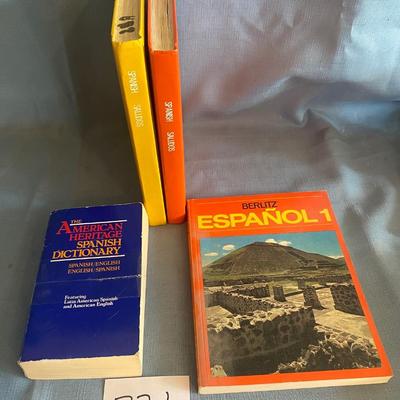 SPANISH SALUDOS
SPANISH SALUDOS
THE
AMERICAN
HERITAGE
SPANISH
DICTIONARY
SPANISH/ENGLISH
ENGLISH/SPANISH
Featuring
Latin American Spanish
and American English
BERLITZ
ESPAÑOL 1